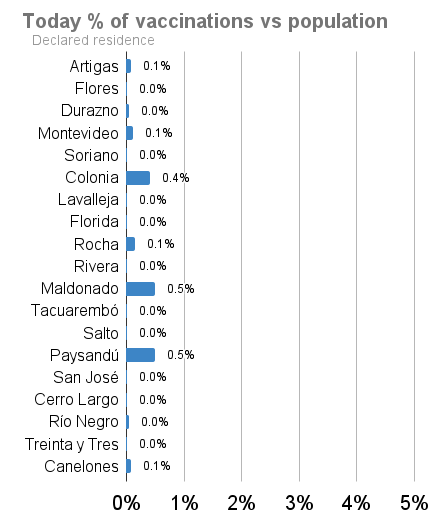 Today % of vaccinations vs population
Declared residence
Artigas 0.1%
Flores 0.0%
Durazno 0.0%
Montevideo 0.1%
Soriano 0.0%
Colonia 0.4%
Lavalleja 0.0%
Florida 0.0%
Rocha 0.1%
Rivera 0.0%
Maldonado 0.5%
Tacuarembó 0.0%
Salto 0.0%
Paysandú 0.5%
San José 0.0%
Cerro Largo 0.0%
Río Negro 0.0%
Treinta y Tres 0.0%
Canelones 0.1%
0% 1% 2% 3% 4% 5%